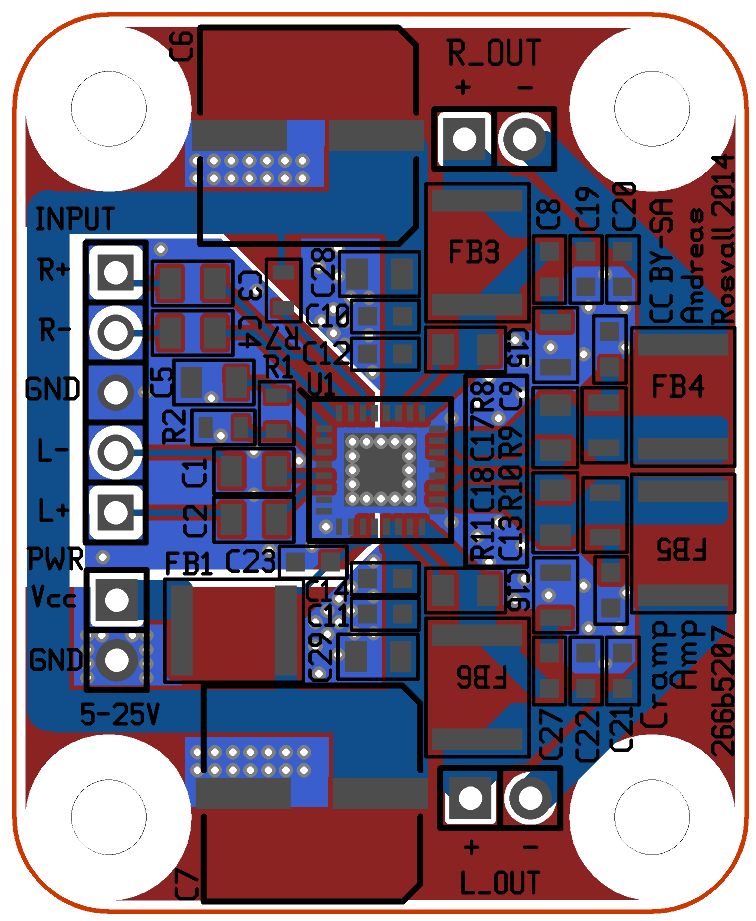 C6
R_OUT
+ -
INPUT
R+
R-
GND
L-
L+
PWR
Vcc
GND
5-25V
C3
C4
C5
R2
R1
R7
C1
C2
C23
FB1
U1
C28
C10
C12
C14
C11
C29
FB3
C8
C19
C20
CC BY-SA
Andreas
Rosvall 2014
C15
R8
C9
C17
R9
C18
R10
R11
C13
C16
FB4
FB5
FB6
C27
C22
C21
Cramp
Amp
266b5207
C7
+ -
L_OUT